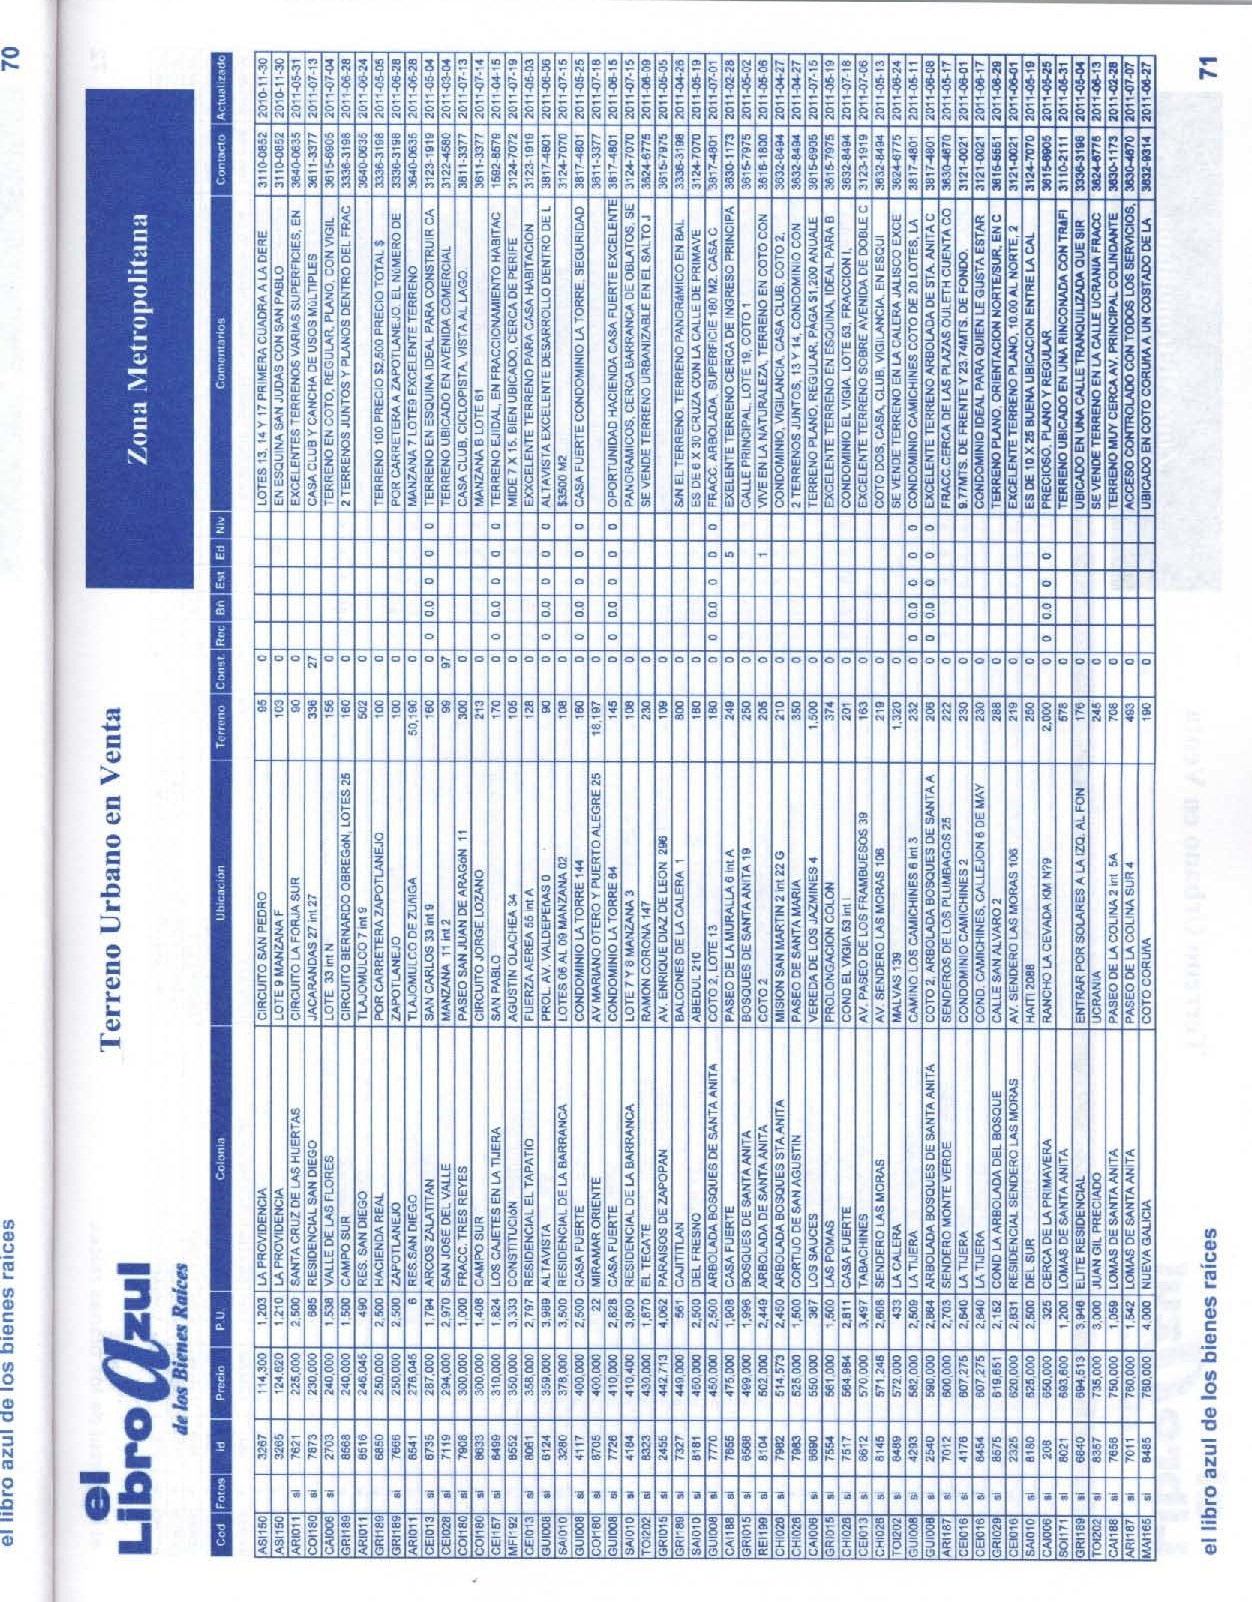 el libro azul de los bienes raíces 70
el Libro azul de los Bienes Raíces
Terreno Urbano en Venta
Zona Metropolitana
Cod Fotos id Precio P.U. Colonia Ubicación Terreno Const. Rec Bñ Est Ed Niv Comentarios Contacto Actualizado
ASI150 3267 114,300 1,203 LA PROVIDENCIA CIRCUITO SAN PEDRO 95 0 LOTES 13, 14 Y 17 PRIMERA CUADRA A LA DERE 3110-0852 2010-11-30
ASI150 3265 124,620 1,210 LA PROVIDENCIA LOTE 9 MANZANA F 103 0 EN ESQUINA SAN JUDAS CON SAN PABLO 3110-0852 2010-11-30
ARI011 si 7621 225,000 2,500 SANTA CRUZ DE LAS HUERTAS CIRCUITO LA FORJA SUR 90 0 EXCELENTES TERRENOS VARIAS SUPERFICIES, EN 3640-0635 2011-05-31
COI180 si 7873 230,000 685 RESIDENCIAL SAN DIEGO JACARANDAS 27 int 27 336 27 CASA CLUB Y CANCHA DE USOS MúLTIPLES 3611-3377 2011-07-13
CAI006 si 2703 240,000 1,538 VALLE DE LAS FLORES LOTE 33 int N 156 0 TERRENO EN COTO, REGULAR, PLANO, CON VIGIL 3615-6905 2011-07-04
GRI189 si 8568 240,000 1,500 CAMPO SUR CIRCUITO BERNARDO OBREGóN, LOTES 25 160 0 2 TERRENOS JUNTOS Y PLANOS DENTRO DEL FRAC 3336-3198 2011-06-28
ARI011 8516 246,045 490 RES. SAN DIEGO TLAJOMULCO 7 int 9 502 0 3640-0635 2011-06-24
GRI189 si 6850 250,000 2,500 HACIENDA REAL POR CARRETERA ZAPOTLANEJO 100 0 TERRENO 100 PRECIO $2,500 PRECIO TOTAL $ 3336-3198 2011-05-05
GRI189 si 7666 250,000 2,500 ZAPOTLANEJO ZAPOTLANEJO 100 0 POR CARRETERA A ZAPOTLANEJO. EL NúMERO DE 3336-3198 2011-06-28
ARI011 si 8541 276,045 6 RES. SAN DIEGO TLAJOMULCO DE ZUñIGA 50,190 0 MANZANA 7 LOTES EXCELENTE TERRENO 3640-0635 2011-06-28
CEI013 si 6735 287,000 1,794 ARCOS ZALATITAN SAN CARLOS 33 int 9 160 0 0 0.0 0 0 0 TERRENO EN ESQUINA IDEAL PARA CONSTRUIR CA 3123-1919 2011-05-04
CEI028 si 7119 294,000 2,970 SAN JOSE DEL VALLE MANZANA 11 int 2 99 97 TERRENO UBICADO EN AVENIDA COMERCIAL 3122-4580 2011-03-04
COI180 si 7908 300,000 1,000 FRACC. TRES REYES PASEO SAN JUAN DE ARAGóN 11 300 0 CASA CLUB, CICLOPISTA, VISTA AL LAGO. 3611-3377 2011-07-13
COI180 si 8633 300,000 1,408 CAMPO SUR CIRCUITO JORGE LOZANO 213 0 MANZANA B LOTE 61 3611-3377 2011-07-14
CEI157 si 8499 310,000 1,824 LOS CAJETES EN LA TIJERA SAN PABLO 170 0 0 0.0 0 0 0 TERRENO EJIDAL, EN FRACCIONAMIENTO HABITAC 1592-8579 2011-04-15
MFI192 si 8652 350,000 3,333 CONSTITUCIóN AGUSTIN OLACHEA 34 105 0 MIDE 7 X 15. BIEN UBICADO, CERCA DE PERIFE 3124-7072 2011-07-19
CEI013 si 8061 358,000 2,797 RESIDENCIAL EL TAPATIO FUERZA AEREA 55 int A 128 0 EXXCELENTE TERRENO PARA CASA HABITACION 3123-1919 2011-05-03
GUI008 si 6124 359,000 3,989 ALTAVISTA PROL. AV. VALDEPEñAS 0 90 0 0 0.0 0 0 0 ALTAVISTA EXCELENTE DESARROLLO DENTRO DE L 3817-4801 2011-06-06
SAI010 si 3280 378,000 3,500 RESIDENCIAL DE LA BARRANCA LOTES 06 AL 09 MANZANA 02 108 0 $3500 M2 3124-7070 2011-07-15
GUI008 si 4117 400,000 2,500 CASA FUERTE CONDOMINIO LA TORRE 144 160 0 0 0.0 0 0 0 CASA FUERTE CONDOMINIO LA TORRE. SEGURIDAD 3817-4801 2011-05-25
COI180 si 8705 400,000 22 MIRAMAR ORIENTE AV MARIANO OTERO Y PUERTO ALEGRE 25 18,197 0 3611-3377 2011-07-18
GUI008 si 7726 410,000 2,828 CASA FUERTE CONDOMINIO LA TORRE 84 145 0 0 0.0 0 0 0 OPORTUNIDAD HACIENDA CASA FUERTE EXCELENTE 3817-4801 2011-06-15
SAI010 si 4184 410,400 3,800 RESIDENCIAL DE LA BARRANCA LOTE 7 Y 8 MANZANA 3 108 0 PANORAMICOS, CERCA BARRANCA DE OBLATOS, SE 3124-7070 2011-07-15
TOI202 si 8323 430,000 1,870 EL TECATE RAMON CORONA 147 230 0 SE VENDE TERRENO URBANIZABLE EN EL SALTO J 3624-6775 2011-06-09
GRI015 si 2455 442,713 4,062 PARAISOS DE ZAPOPAN AV. ENRIQUE DIAZ DE LEON 296 109 0 3615-7975 2011-05-05
GRI189 si 7327 449,000 561 CAJITITLAN BALCONES DE LA CALERA 1 800 0 S/N EL TERRENO. TERRENO PANORáMICO EN BAL 3336-3198 2011-04-26
SAI010 si 8181 450,000 2,500 DEL FRESNO ABEDUL 210 180 0 ES DE 6 X 30 CRUZA CON LA CALLE DE PRIMAVE 3124-7070 2011-05-19
GUI008 si 7770 450,000 2,500 ARBOLADA BOSQUES DE SANTA ANITA COTO 2, LOTE 13 180 0 0 0.0 0 0 0 FRACC. ARBOLADA, SUPERFICIE 180 M2. CASA C 3817-4801 2011-07-01
CAI188 si 7655 475,000 1,908 CASA FUERTE PASEO DE LA MURALLA 6 int A 249 0 5 EXELENTE TERRENO CERCA DE INGRESO PRINCIPA 3630-1173 2011-02-28
GRI015 si 6568 499,000 1,996 BOSQUES DE SANTA ANITA BOSQUES DE SANTA ANITA 19 250 0 CALLE PRINCIPAL, LOTE 19, COTO 1 3615-7975 2011-05-02
REI199 si 8104 502,000 2,449 ARBOLADA DE SANTA ANITA COTO 2 205 0 1 VIVE EN LA NATURALEZA, TERRENO EN COTO CON 3516-1800 2011-05-06
CHI026 si 7982 514,573 2,450 ARBOLADA BOSQUES STA. ANITA MISION SAN MARTIN 2 int 22 G 210 0 CONDOMINIO, VIGILANCIA, CASA CLUB, COTO 2, 3632-8494 2011-04-27
CHI026 si 7983 525,000 1,500 CORTIJO DE SAN AGUSTIN PASEO DE SANTA MARIA 350 0 2 TERRENOS JUNTOS, 13 Y 14, CONDOMINIO CON 3632-8494 2011-04-27
CAI006 si 8690 550,000 367 LOS SAUCES VEREDA DE LOS JAZMINES 4 1,500 0 TERRENO PLANO, REGULAR, PAGA $1,200 ANUALE 3615-6905 2011-07-15
GRI015 si 7554 561,000 1,500 LAS POMAS PROLONGACION COLON 374 0 EXCELENTE TERRENO EN ESQUINA, IDEAL PARA B 3615-7975 2011-05-19
CHI026 si 7517 564,984 2,811 CASA FUERTE COND EL VIGIA 53 int I 201 0 CONDOMINIO EL VIGIA, LOTE 53, FRACCION I, 3632-8494 2011-07-18
CEI013 si 8612 570,000 3,497 TABACHINES AV. PASEO DE LOS FRAMBUESOS 39 163 0 EXCELENTE TERRENO SOBRE AVENIDA DE DOBLE C 3123-1919 2011-07-06
CHI026 si 8145 571,246 2,608 SENDERO LAS MORAS AV. SENDERO LAS MORAS 106 219 0 COTO DOS, CASA, CLUB, VIGILANCIA, EN ESQUI 3632-8494 2011-05-13
TOI202 si 8489 572,000 433 LA CALERA MALVAS 139 1,320 0 SE VENDE TERRENO EN LA CALERA JALISCO EXCE 3624-6775 2011-06-24
GUI008 si 4293 582,000 2,509 LA TIJERA CAMINO LOS CAMICHINES 6 int 3 232 0 0 0.0 0 0 0 CONDOMINIO CAMICHINES COTO DE 20 LOTES, LA 3817-4801 2011-05-11
GUI008 si 2540 590,000 2,864 ARBOLADA BOSQUES DE SANTA ANITA COTO 2, ARBOLADA BOSQUES DE SANTA A 206 0 0 0.0 0 0 0 EXCELENTE TERRENO ARBOLADA DE STA. ANITA C 3817-4801 2011-06-08
ARI187 si 7012 600,000 2,703 SENDERO MONTE VERDE SENDEROS DE LOS PLUMBAGOS 25 222 0 FRACC.CERCA DE LAS PLAZAS OUTLETH CUENTA CO 3630-4670 2011-05-17
CEI016 si 4176 607,275 2,640 LA TIJERA CONDOMINIO CAMICHINES 2 230 0 9.77MTS. DE FRENTE Y 23.74MTS. DE FONDO. 3121-0021 2011-06-01
CEI016 si 8454 607,275 2,640 LA TIJERA COND. CAMICHINES, CALLEJON 6 DE MAY 230 0 CONDOMINIO IDEAL PARA QUIEN LE GUSTA ESTAR 3121-0021 2011-06-17
GRI029 si 8575 619,651 2,152 COND LA ARBOLADA DEL BOSQUE CALLE SAN ALVARO 2 288 0 TERRENO PLANO, ORIENTACION NORTE/SUR, EN C 3615-5551 2011-06-29
CEI016 si 2325 620,000 2,831 RESIDENCIAL SENDERO LAS MORAS AV. SENDERO LAS MORAS 106 219 0 EXCELENTE TERRENO PLANO, 10.00 AL NORTE, 2 3121-0021 2011-06-01
SAI010 si 8180 625,000 2,500 DEL SUR HAITI 2088 250 0 ES DE 10 X 25 BUENA UBICACION ENTRE LA CAL 3124-7070 2011-05-19
CAI006 si 206 650,000 325 CERCA DE LA PRIMAVERA RANCHO LA CEVADA KM Nº9 2,000 0 0 0.0 0 0 PRECIOSO, PLANO Y REGULAR 3615-6905 2011-05-25
SOI171 si 8021 693,600 1,200 LOMAS DE SANTA ANITA 578 0 TERRENO UBICADO EN UNA RINCONADA CON TRáFI 3110-2111 2011-05-31
GRI189 si 6840 694,513 3,946 ELITE RESIDENCIAL ENTRAR POR SOLARES A LA IZQ. AL FON 176 0 UBICADO EN UNA CALLE TRANQUILIZADA QUE SIR 3336-3198 2011-05-04
TOI202 si 8357 735,000 3,000 JUAN GIL PRECIADO UCRANIA 245 0 SE VENDE TERRENO EN LA CALLE UCRANIA FRACC 3624-6775 2011-06-13
CAI188 si 7656 750,000 1,059 LOMAS DE SANTA ANITA PASEO DE LA COLINA 2 int 5A 708 0 TERRENO MUY CERCA AV. PRINCIPAL COLINDANTE 3630-1173 2011-02-28
ARI187 si 7011 760,000 1,542 LOMAS DE SANTA ANITA PASEO DE LA COLINA SUR 4 493 0 ACCESO CONTROLADO CON TODOS LOS SERVICIOS, 3630-4670 2011-07-07
MAI165 si 8485 760,000 4,000 NUEVA GALICIA COTO CORUñA 190 0 UBICADO EN COTO CORUñA A UN COSTADO DE LA 3632-9314 2011-06-27
el libro azul de los bienes raíces 71